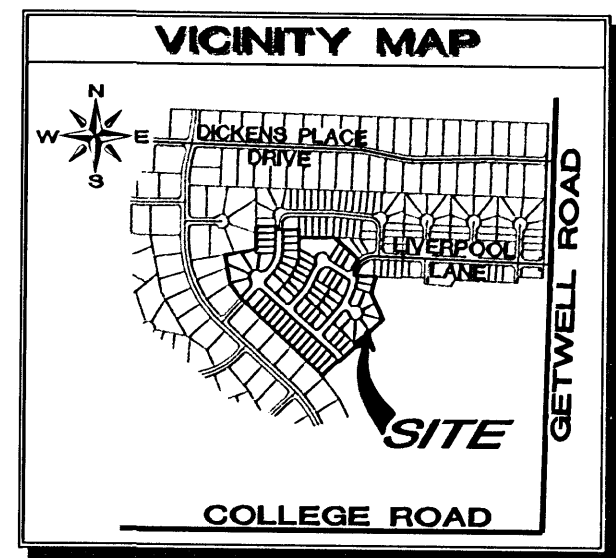 VICINITY MAP
N
W E
S
DICKENS PLACE
DRIVE
LIVERPOOL
LANE
GETWELL ROAD
SITE
COLLEGE ROAD